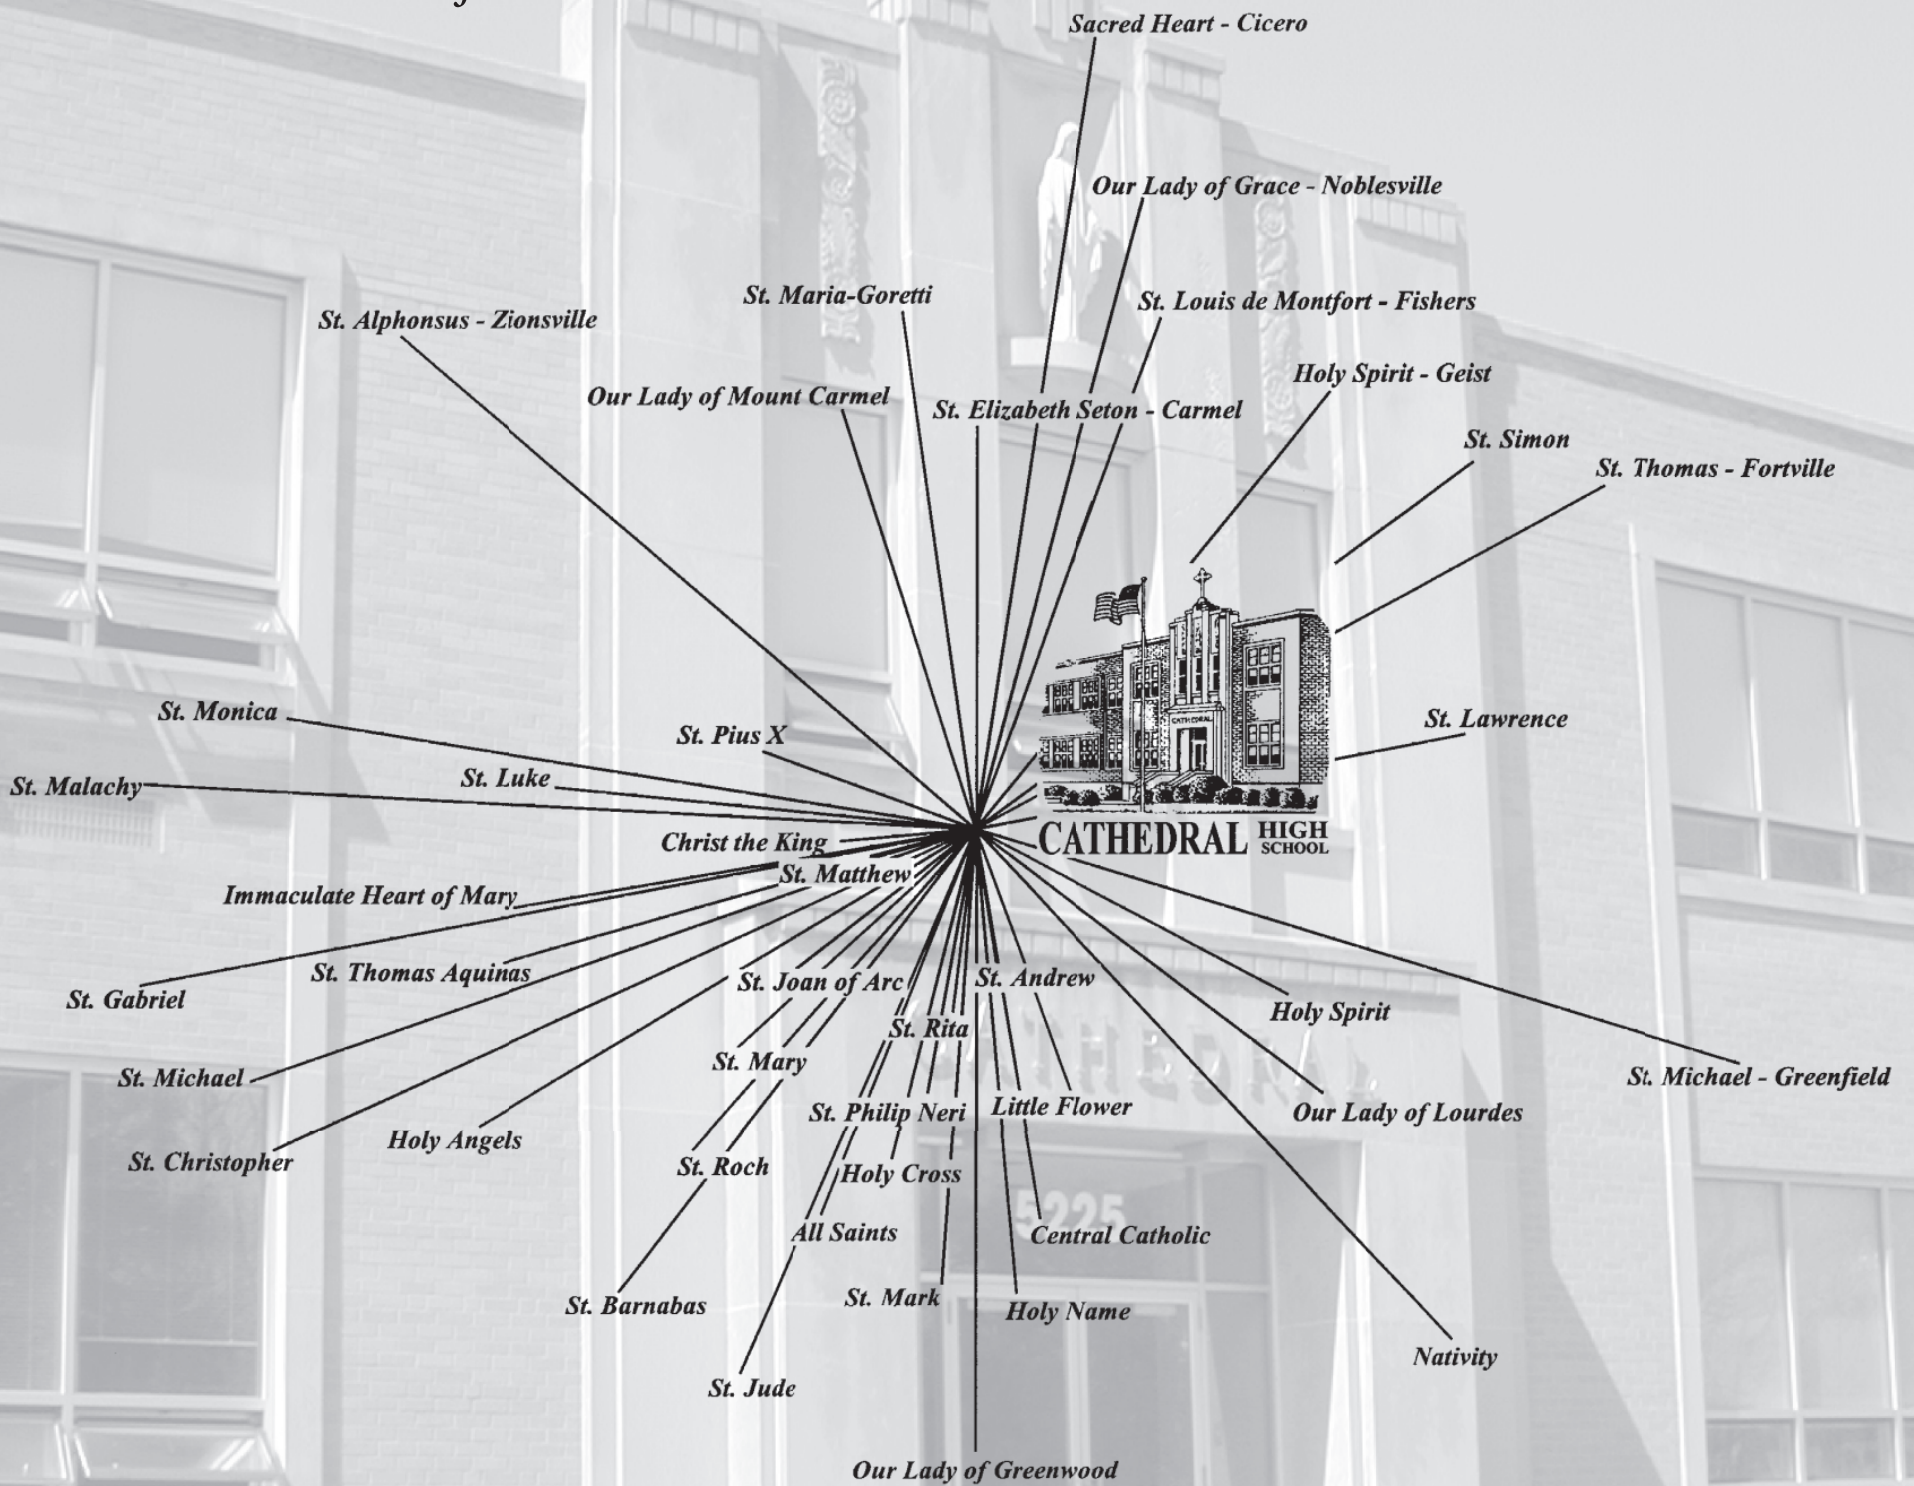 Sacred Heart - Cicero
Our Lady of Grace - Noblesville
St. Maria-Goretti
St. Louis de Montfort - Fishers
St. Alphonsus - Zionsville
Holy Spirit - Geist
Our Lady of Mount Carmel
St. Elizabeth Seton - Carmel
St. Simon
St. Thomas - Fortville
St. Monica
St. Lawrence
CATHEDRAL
St. Pius X
St. Luke
St. Malachy
CATHEDRAL HIGH SCHOOL
Christ the King
St. Matthew
Immaculate Heart of Mary
St. Thomas Aquinas
St. Joan of Arc
St. Andrew
St. Gabriel
Holy Spirit
St. Rita
CATHEDRAL
St. Mary
St. Michael
St. Michael - Greenfield
St. Philip Neri
Little Flower
Our Lady of Lourdes
Holy Angels
St. Christopher
St. Roch
Holy Cross
5225
All Saints
Central Catholic
St. Barnabas
St. Mark
Holy Name
Nativity
St. Jude
Our Lady of Greenwood